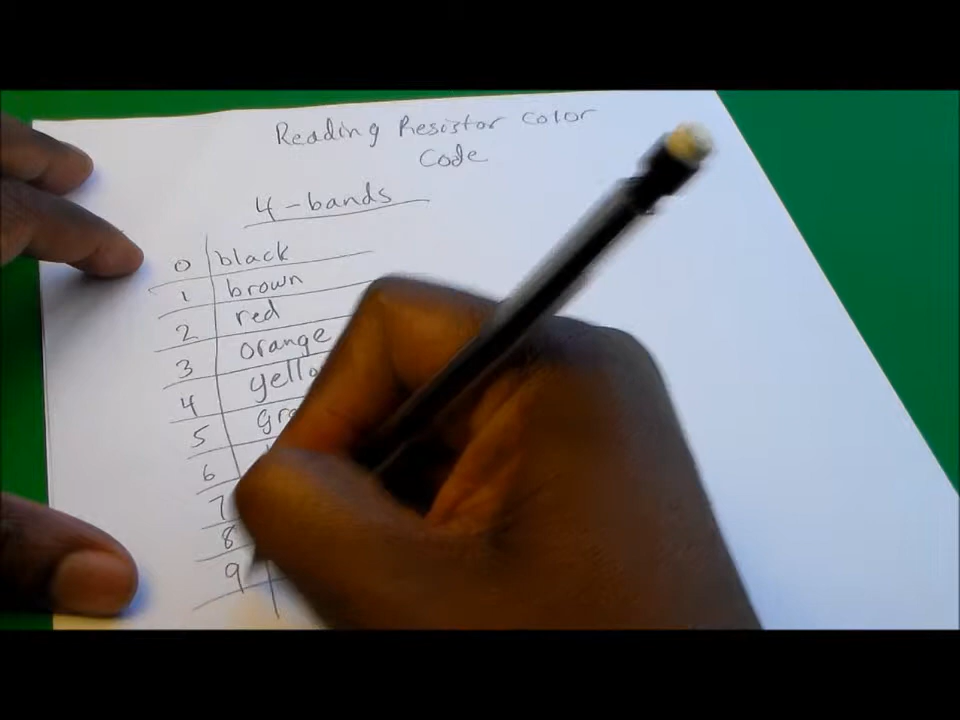 Reading Resistor Color
Code
4-bands
0 black
1 brown
2 red
3 orange
4
5
6
7
8
9